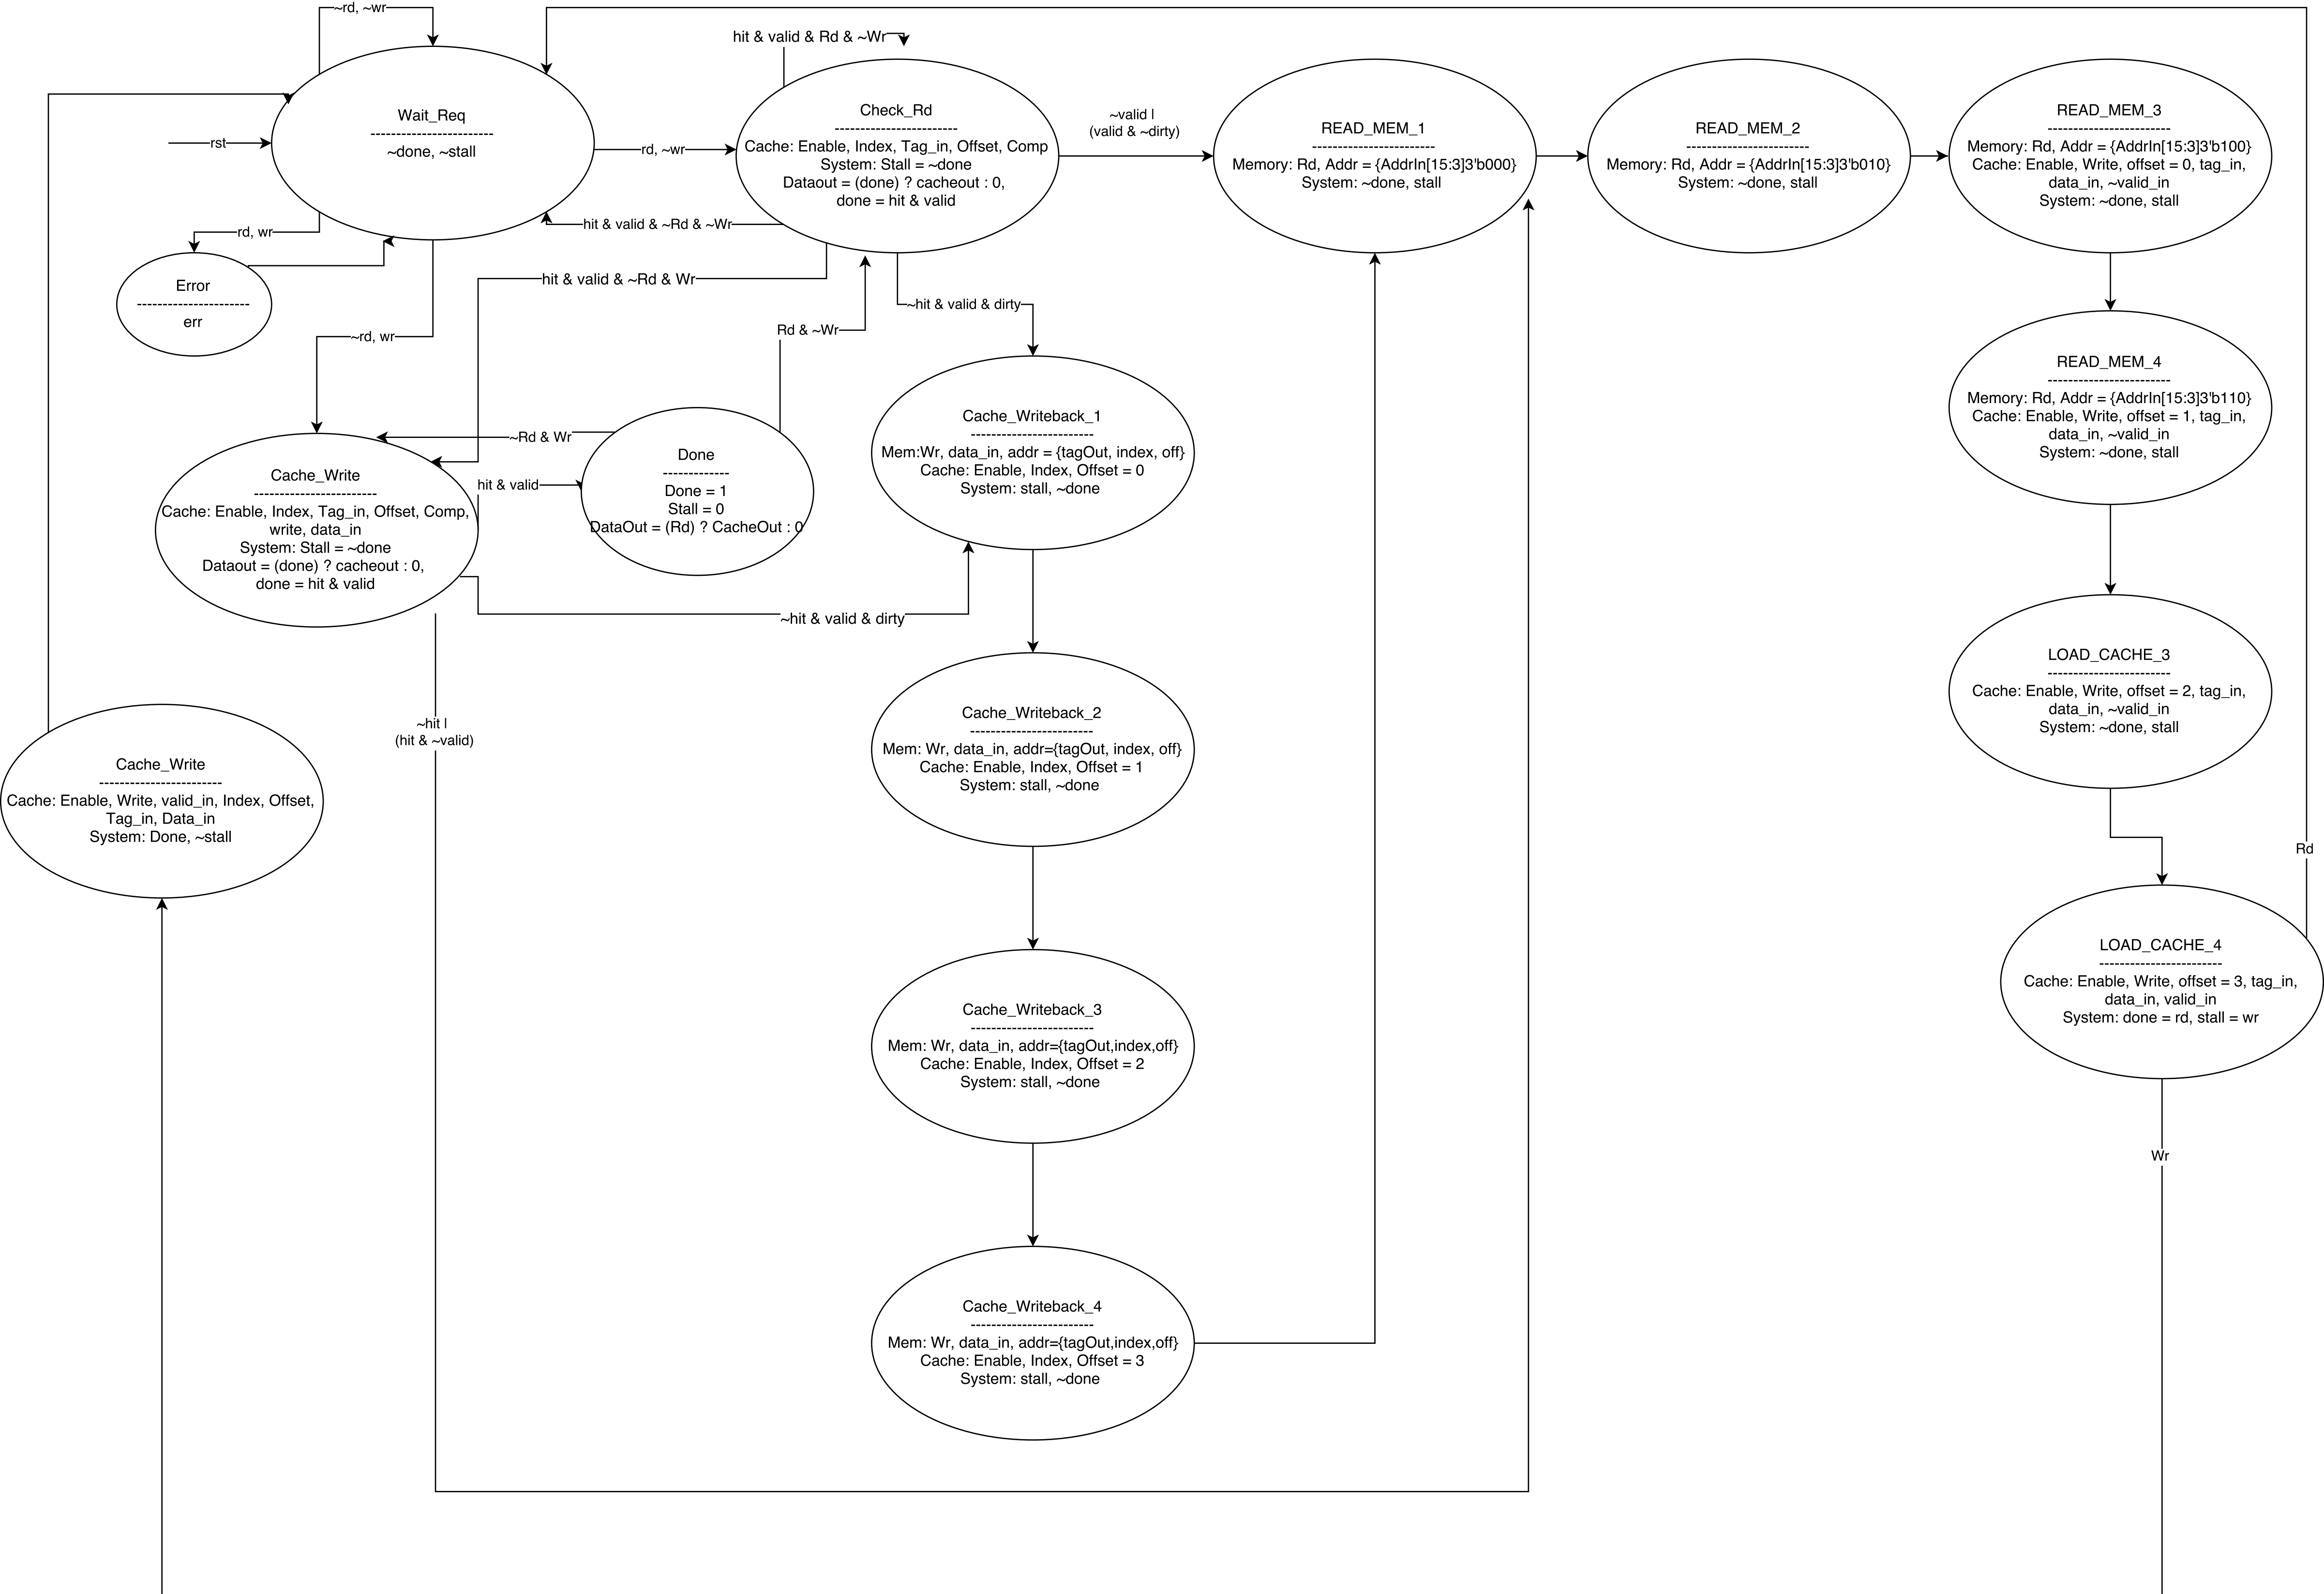 ~rd, ~wr
hit & valid & Rd & ~Wr
rst
Wait_Req
------------------------
~done, ~stall
rd, ~wr
Check_Rd
------------------------
Cache: Enable, Index, Tag_in, Offset, Comp
System: Stall = ~done
Dataout = (done) ? cacheout : 0,
done = hit & valid
~valid |
(valid & ~dirty)
READ_MEM_1
------------------------
Memory: Rd, Addr = {AddrIn[15:3]3'b000}
System: ~done, stall
READ_MEM_2
------------------------
Memory: Rd, Addr = {AddrIn[15:3]3'b010}
System: ~done, stall
READ_MEM_3
------------------------
Memory: Rd, Addr = {AddrIn[15:3]3'b100}
Cache: Enable, Write, offset = 0, tag_in,
data_in, ~valid_in
System: ~done, stall
rd, wr
hit & valid & ~Rd & ~Wr
Error
----------------------
err
hit & valid & ~Rd & Wr
~hit & valid & dirty
Rd & ~Wr
~rd, wr
READ_MEM_4
------------------------
Memory: Rd, Addr = {AddrIn[15:3]3'b110}
Cache: Enable, Write, offset = 1, tag_in,
data_in, ~valid_in
System: ~done, stall
Cache_Writeback_1
------------------------
Mem:Wr, data_in, addr = {tagOut, index, off}
Cache: Enable, Index, Offset = 0
System: stall, ~done
~Rd & Wr
Done
-------------
Done = 1
Stall = 0
DataOut = (Rd) ? CacheOut : 0
hit & valid
Cache_Write
------------------------
Cache: Enable, Index, Tag_in, Offset, Comp,
write, data_in
System: Stall = ~done
Dataout = (done) ? cacheout : 0,
done = hit & valid
~hit & valid & dirty
LOAD_CACHE_3
------------------------
Cache: Enable, Write, offset = 2, tag_in,
data_in, ~valid_in
System: ~done, stall
~hit |
(hit & ~valid)
Cache_Writeback_2
------------------------
Mem: Wr, data_in, addr={tagOut, index, off}
Cache: Enable, Index, Offset = 1
System: stall, ~done
Cache_Write
------------------------
Cache: Enable, Write, valid_in, Index, Offset,
Tag_in, Data_in
System: Done, ~stall
Rd
LOAD_CACHE_4
------------------------
Cache: Enable, Write, offset = 3, tag_in,
data_in, valid_in
System: done = rd, stall = wr
Cache_Writeback_3
------------------------
Mem: Wr, data_in, addr={tagOut,index,off}
Cache: Enable, Index, Offset = 2
System: stall, ~done
Wr
Cache_Writeback_4
------------------------
Mem: Wr, data_in, addr={tagOut,index,off}
Cache: Enable, Index, Offset = 3
System: stall, ~done